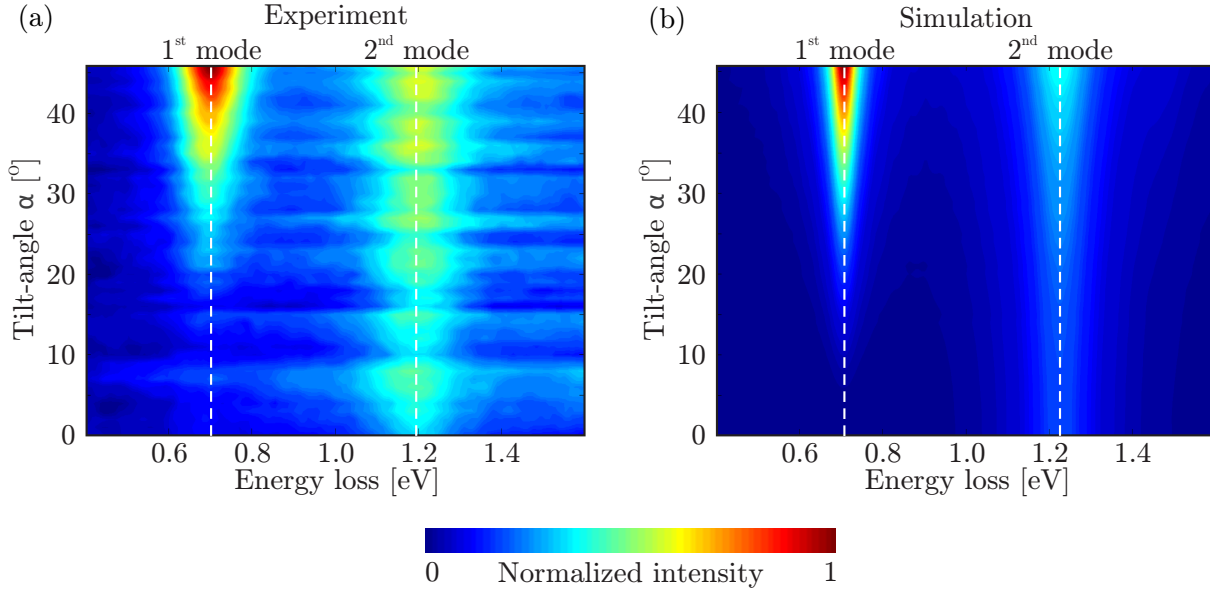 (a) Experiment
1st mode 2nd mode
Tilt-angle α [º]
40
30
20
10
0
0.6 0.8 1.0 1.2 1.4
Energy loss [eV]
(b) Simulation
1st mode 2nd mode
Tilt-angle α [º]
40
30
20
10
0
0.6 0.8 1.0 1.2 1.4
Energy loss [eV]
0 Normalized intensity 1